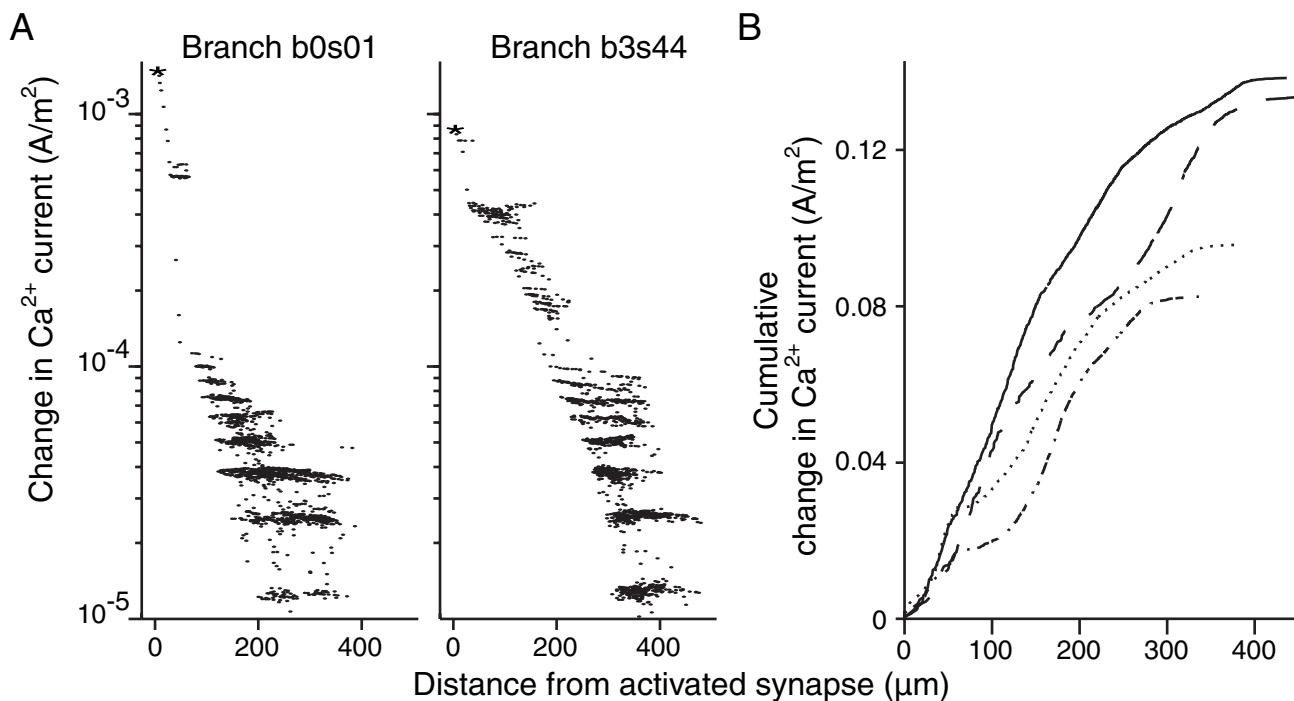 A
Branch b0s01
Branch b3s44
B
Change in Ca²⁺ current (A/m²)
10⁻³
10⁻⁴
10⁻⁵
0
200
400
0
200
400
Cumulative
change in Ca²⁺ current (A/m²)
0.12
0.08
0.04
0
0
100
200
300
400
Distance from activated synapse (µm)